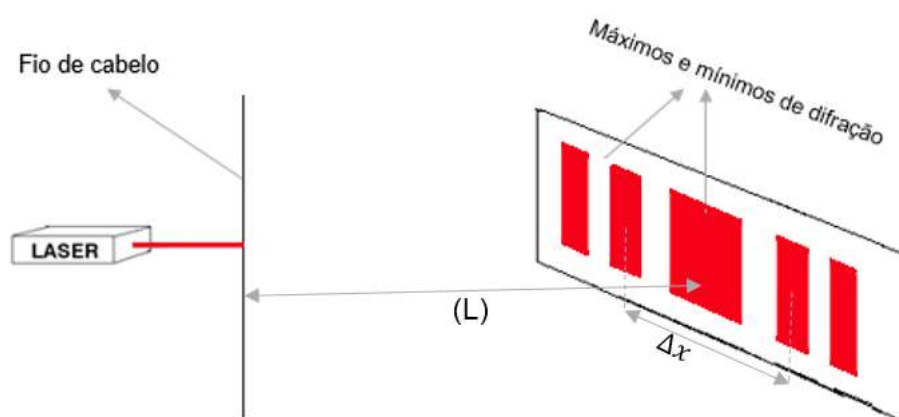 Fio de cabelo
Máximos e mínimos de difração
LASER
(L)
Δx